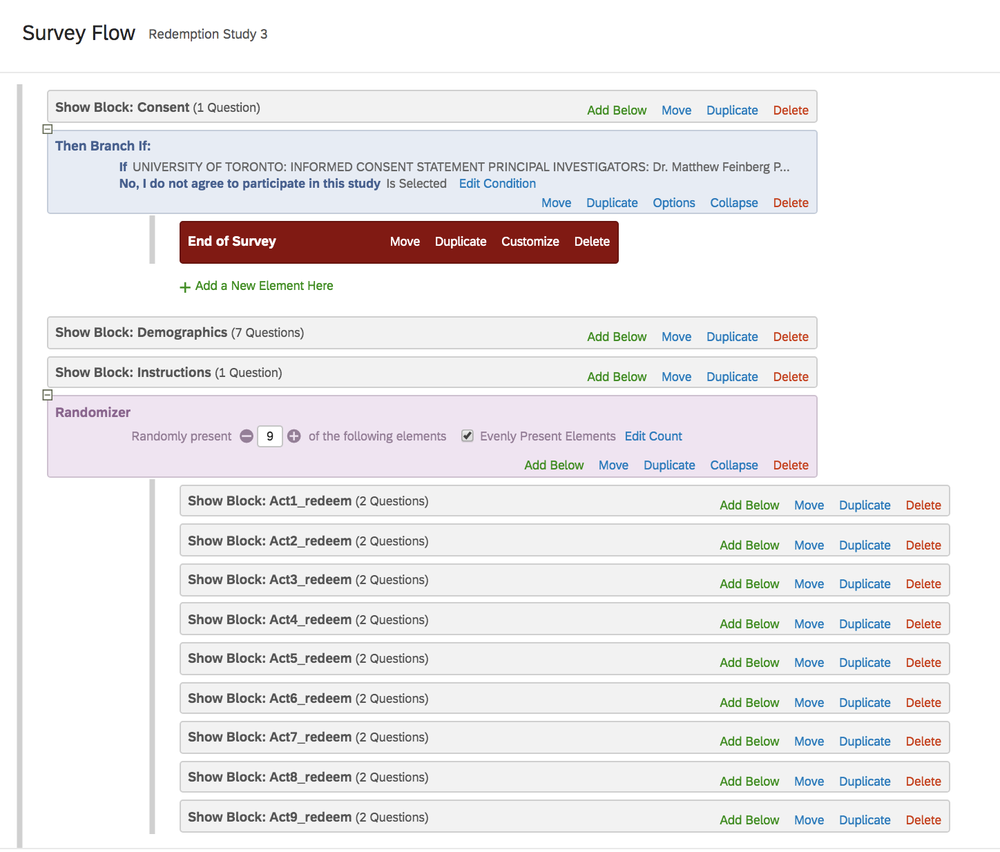 Survey Flow Redemption Study 3
Show Block: Consent (1 Question)
Add Below Move Duplicate Delete
Then Branch If:
If UNIVERSITY OF TORONTO: INFORMED CONSENT STATEMENT PRINCIPAL INVESTIGATORS: Dr. Matthew Feinberg P...
No, I do not agree to participate in this study Is Selected Edit Condition
Move Duplicate Options Collapse Delete
End of Survey Move Duplicate Customize Delete
+ Add a New Element Here
Show Block: Demographics (7 Questions)
Add Below Move Duplicate Delete
Show Block: Instructions (1 Question)
Add Below Move Duplicate Delete
Randomizer
Randomly present 9 of the following elements Evenly Present Elements Edit Count
Add Below Move Duplicate Collapse Delete
Show Block: Act1_redeem (2 Questions)
Add Below Move Duplicate Delete
Show Block: Act2_redeem (2 Questions)
Add Below Move Duplicate Delete
Show Block: Act3_redeem (2 Questions)
Add Below Move Duplicate Delete
Show Block: Act4_redeem (2 Questions)
Add Below Move Duplicate Delete
Show Block: Act5_redeem (2 Questions)
Add Below Move Duplicate Delete
Show Block: Act6_redeem (2 Questions)
Add Below Move Duplicate Delete
Show Block: Act7_redeem (2 Questions)
Add Below Move Duplicate Delete
Show Block: Act8_redeem (2 Questions)
Add Below Move Duplicate Delete
Show Block: Act9_redeem (2 Questions)
Add Below Move Duplicate Delete